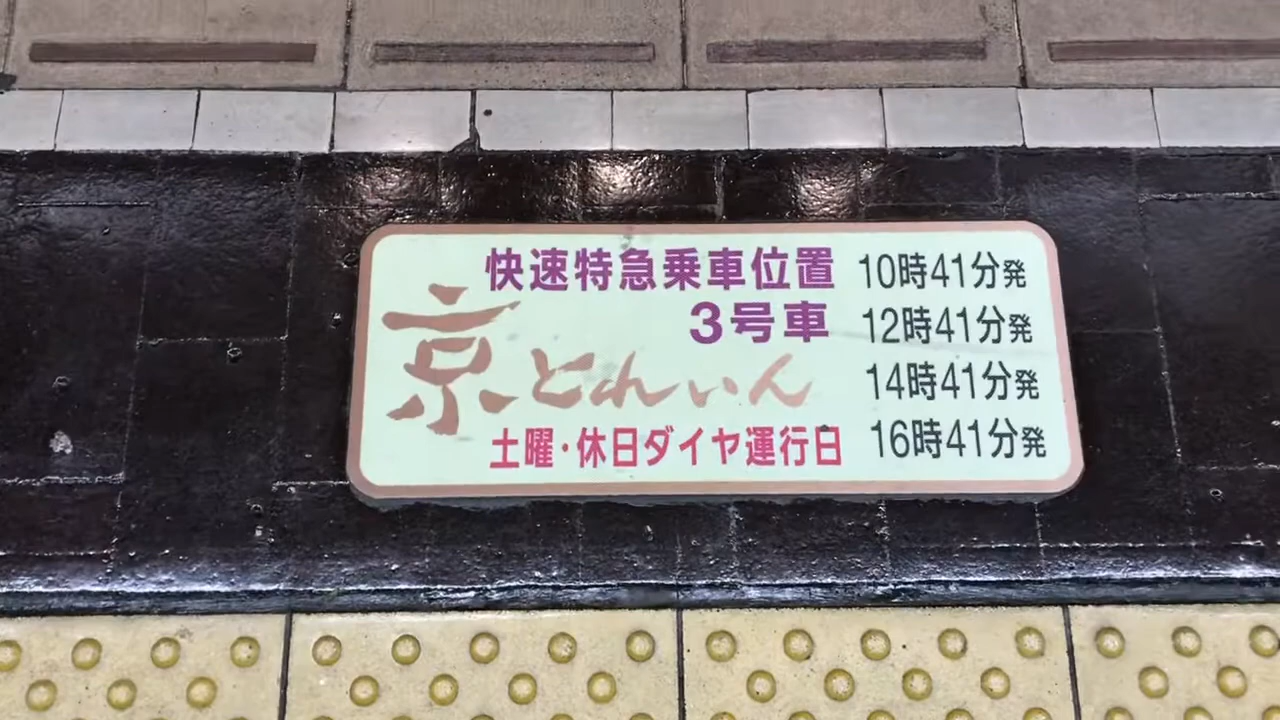 快速特急乗車位置
3号車
京とれいん
土曜・休日ダイヤ運行日
10時41分発
12時41分発
14時41分発
16時41分発